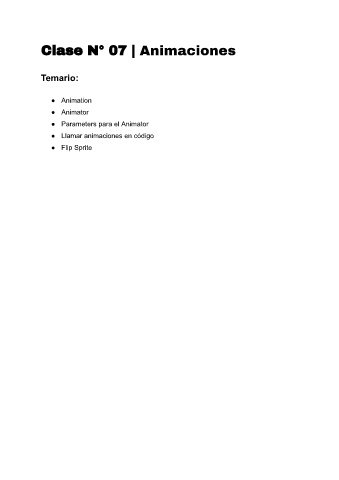 Clase N° 07 | Animaciones
Temario:
● Animation
● Animator
● Parameters para el Animator
● Llamar animaciones en código
● Flip Sprite